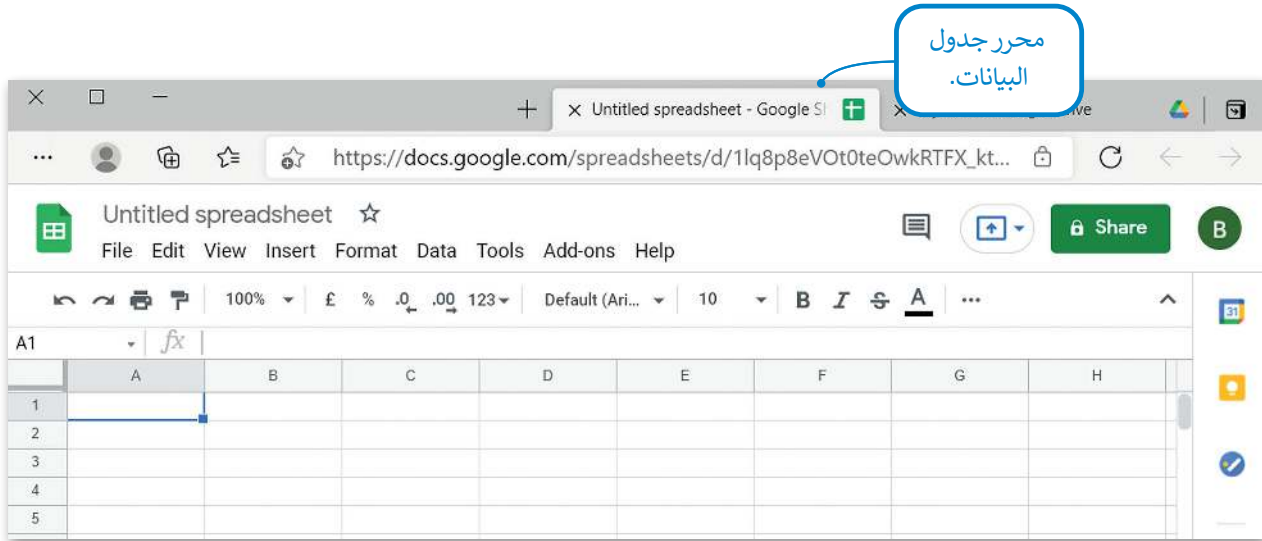 محرر جدول
البيانات.
Untitled spreadsheet - Google S
ive
https://docs.google.com/spreadsheets/d/1lq8p8eVOt0teOwkRTFX_kt...
Untitled spreadsheet
Share
B
File Edit View Insert Format Data Tools Add-ons Help
100% £ % .0 .00 123 Default (Ari... 10 B I S A ...
31
A1 fx
A B C D E F G H
1
2
3
4
5